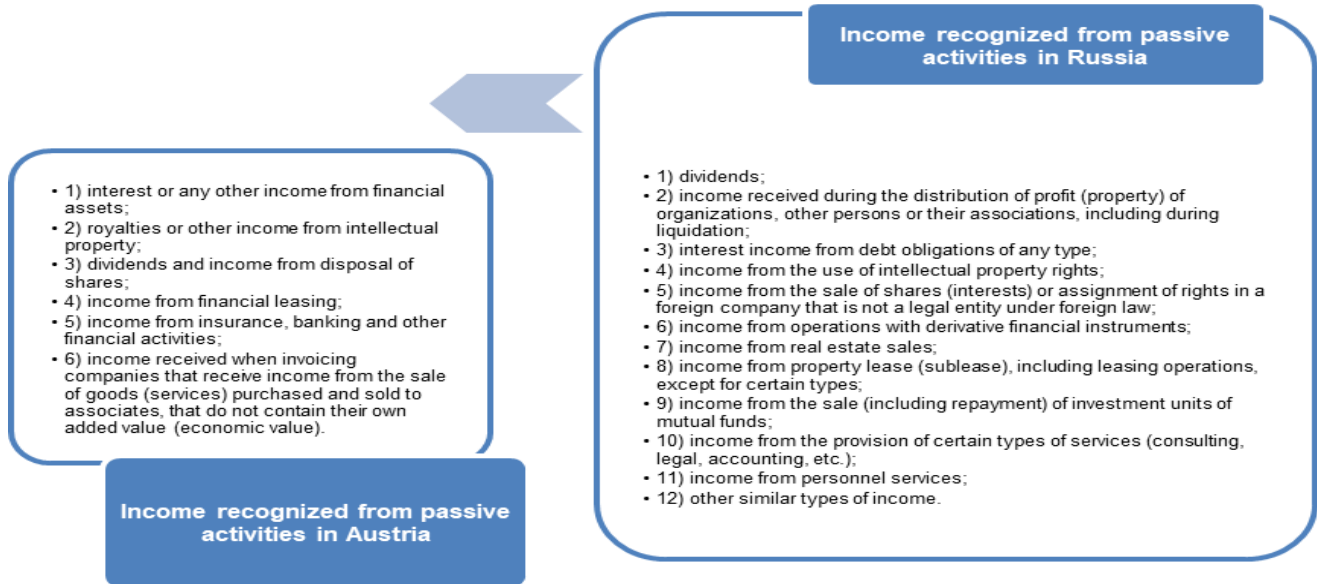 Income recognized from passive
activities in Russia
• 1) dividends;
• 2) income received during the distribution of profit (property) of
organizations, other persons or their associations, including during
liquidation;
• 3) interest income from debt obligations of any type;
• 4) income from the use of intellectual property rights;
• 5) income from the sale of shares (interests) or assignment of rights in a
foreign company that is not a legal entity under foreign law;
• 6) income from operations with derivative financial instruments;
• 7) income from real estate sales;
• 8) income from property lease (sublease), including leasing operations,
except for certain types;
• 9) income from the sale (including repayment) of investment units of
mutual funds;
• 10) income from the provision of certain types of services (consulting,
legal, accounting, etc.);
• 11) income from personnel services;
• 12) other similar types of income.
• 1) interest or any other income from financial
assets;
• 2) royalties or other income from intellectual
property;
• 3) dividends and income from disposal of
shares;
• 4) income from financial leasing;
• 5) income from insurance, banking and other
financial activities;
• 6) income received when invoicing
companies that receive income from the sale
of goods (services) purchased and sold to
associates, that do not contain their own
added value (economic value).
Income recognized from passive
activities in Austria